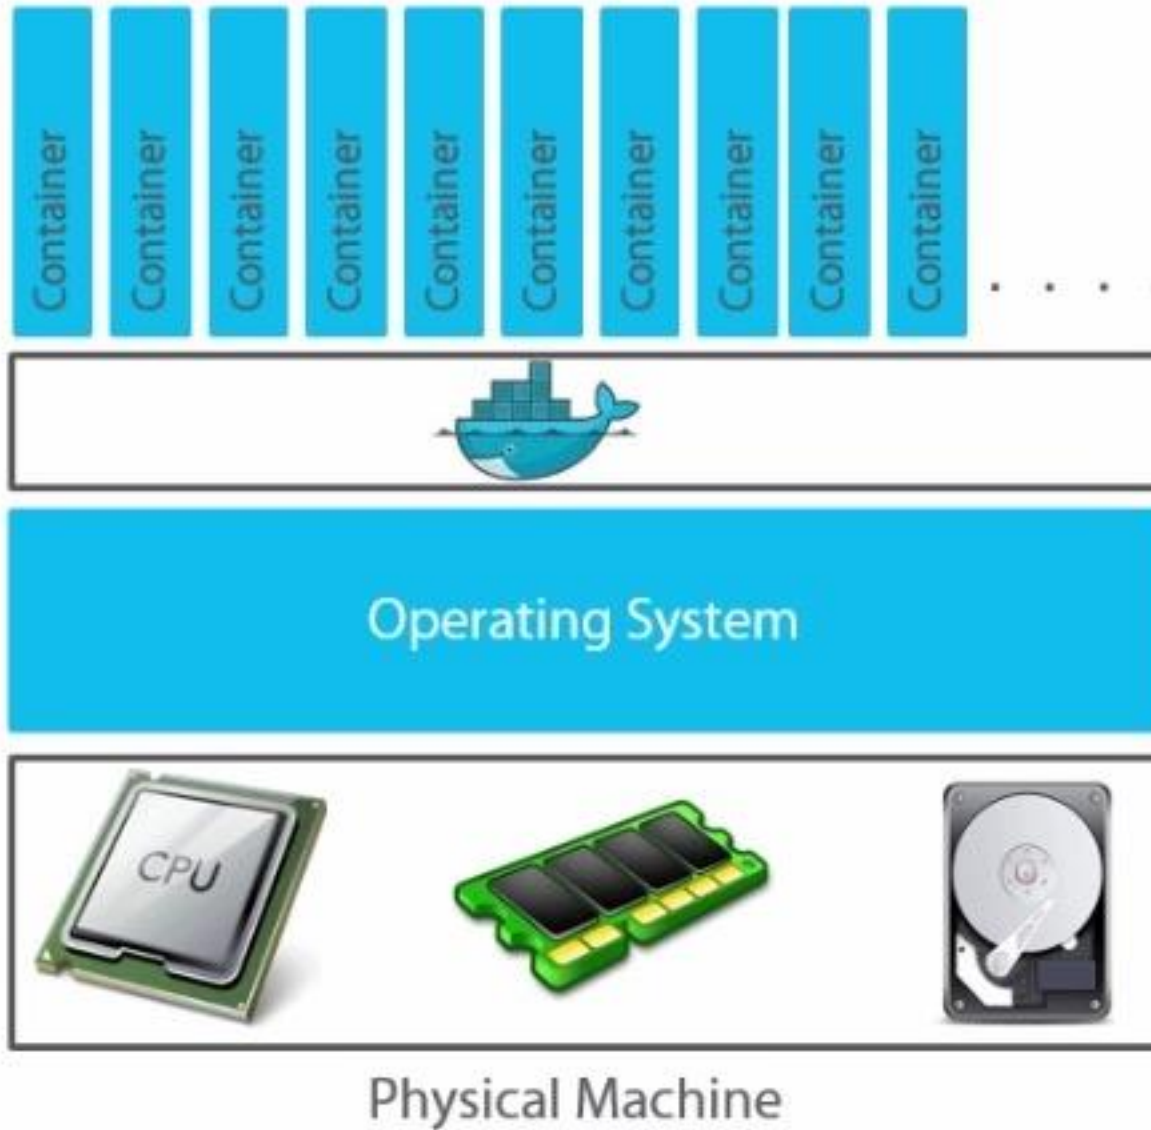 Container
Container
Container
Container
Container
Container
Container
Container
Container
Container
. . . .
Operating System
CPU
Physical Machine